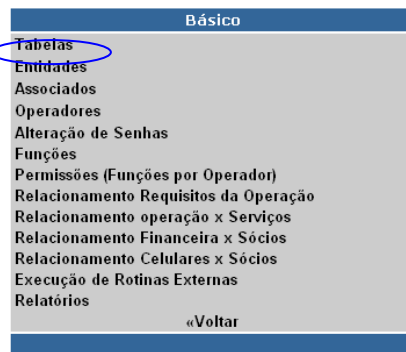 Básico
Tabelas
Entidades
Associados
Operadores
Alteração de Senhas
Funções
Permissões (Funções por Operador)
Relacionamento Requisitos da Operação
Relacionamento operação x Serviços
Relacionamento Financeira x Sócios
Relacionamento Celulares x Sócios
Execução de Rotinas Externas
Relatórios
«Voltar